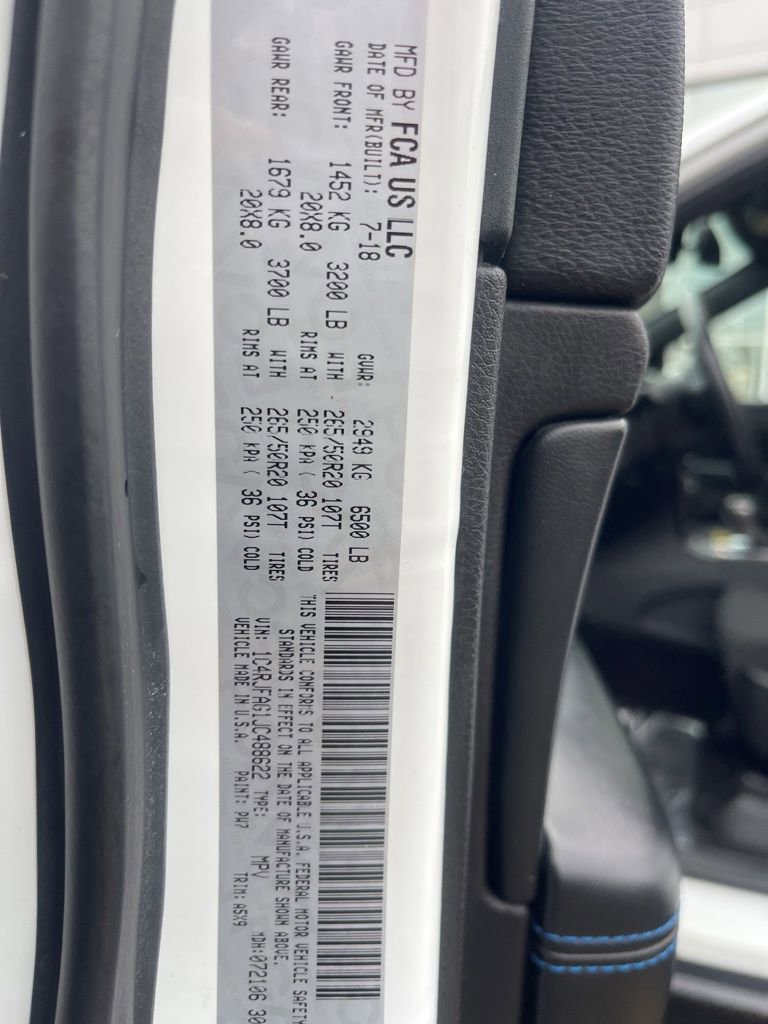 MFD BY FCA US LLC
DATE OF MFR(BUILT): 7-18 GVWR: 2949 KG 6500 LB
GAWR FRONT: 1452 KG 3200 LB WITH 265/50R20 107T TIRES
20X8.0 RIMS AT 250 KPA ( 36 PSI) COLD
GAWR REAR: 1679 KG 3700 LB WITH 265/50R20 107T TIRES
20X8.0 RIMS AT 250 KPA ( 36 PSI) COLD
THIS VEHICLE CONFORMS TO ALL APPLICABLE U.S.A. FEDERAL MOTOR VEHICLE SAFETY
STANDARDS IN EFFECT ON THE DATE OF MANUFACTURE SHOWN ABOVE.
VIN: 1C4RJFAG1JC488622 TYPE: MPV MDH:072106 30
VEHICLE MADE IN U.S.A. PAINT: PW7 TRIM: A5X9